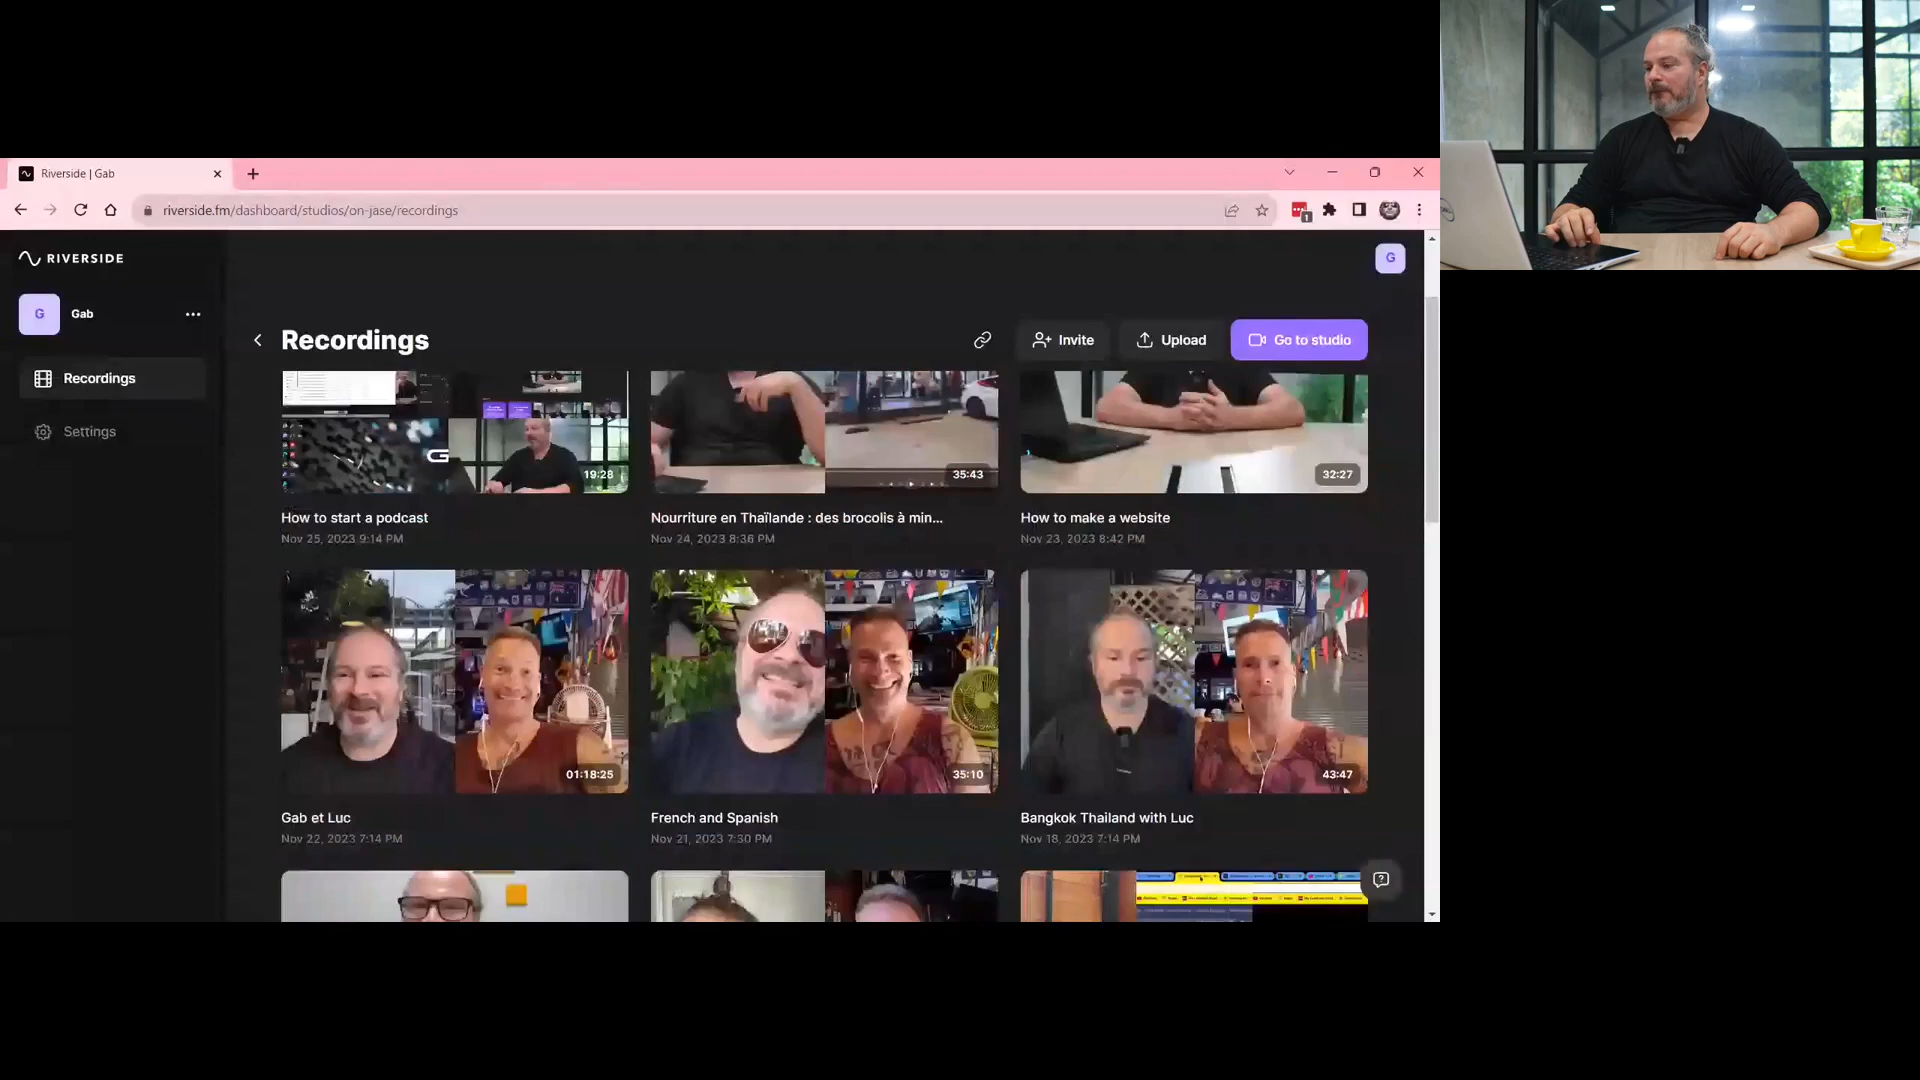 Riverside | Gab
riverside.fm/dashboard/studios/on-jase/recordings
1
RIVERSIDE
G
G
Gab
Recordings
Invite
Upload
Go to studio
Recordings
Settings
G
19:28
35:43
32:27
How to start a podcast
Nourriture en Thaïlande : des brocolis à min...
How to make a website
Nov 25, 2023 9:14 PM
Nov 24, 2023 8:36 PM
Nov 23, 2023 8:42 PM
01:18:25
35:10
43:47
Gab et Luc
French and Spanish
Bangkok Thailand with Luc
Nov 22, 2023 7:14 PM
Nov 21, 2023 7:30 PM
Nov 18, 2023 7:14 PM